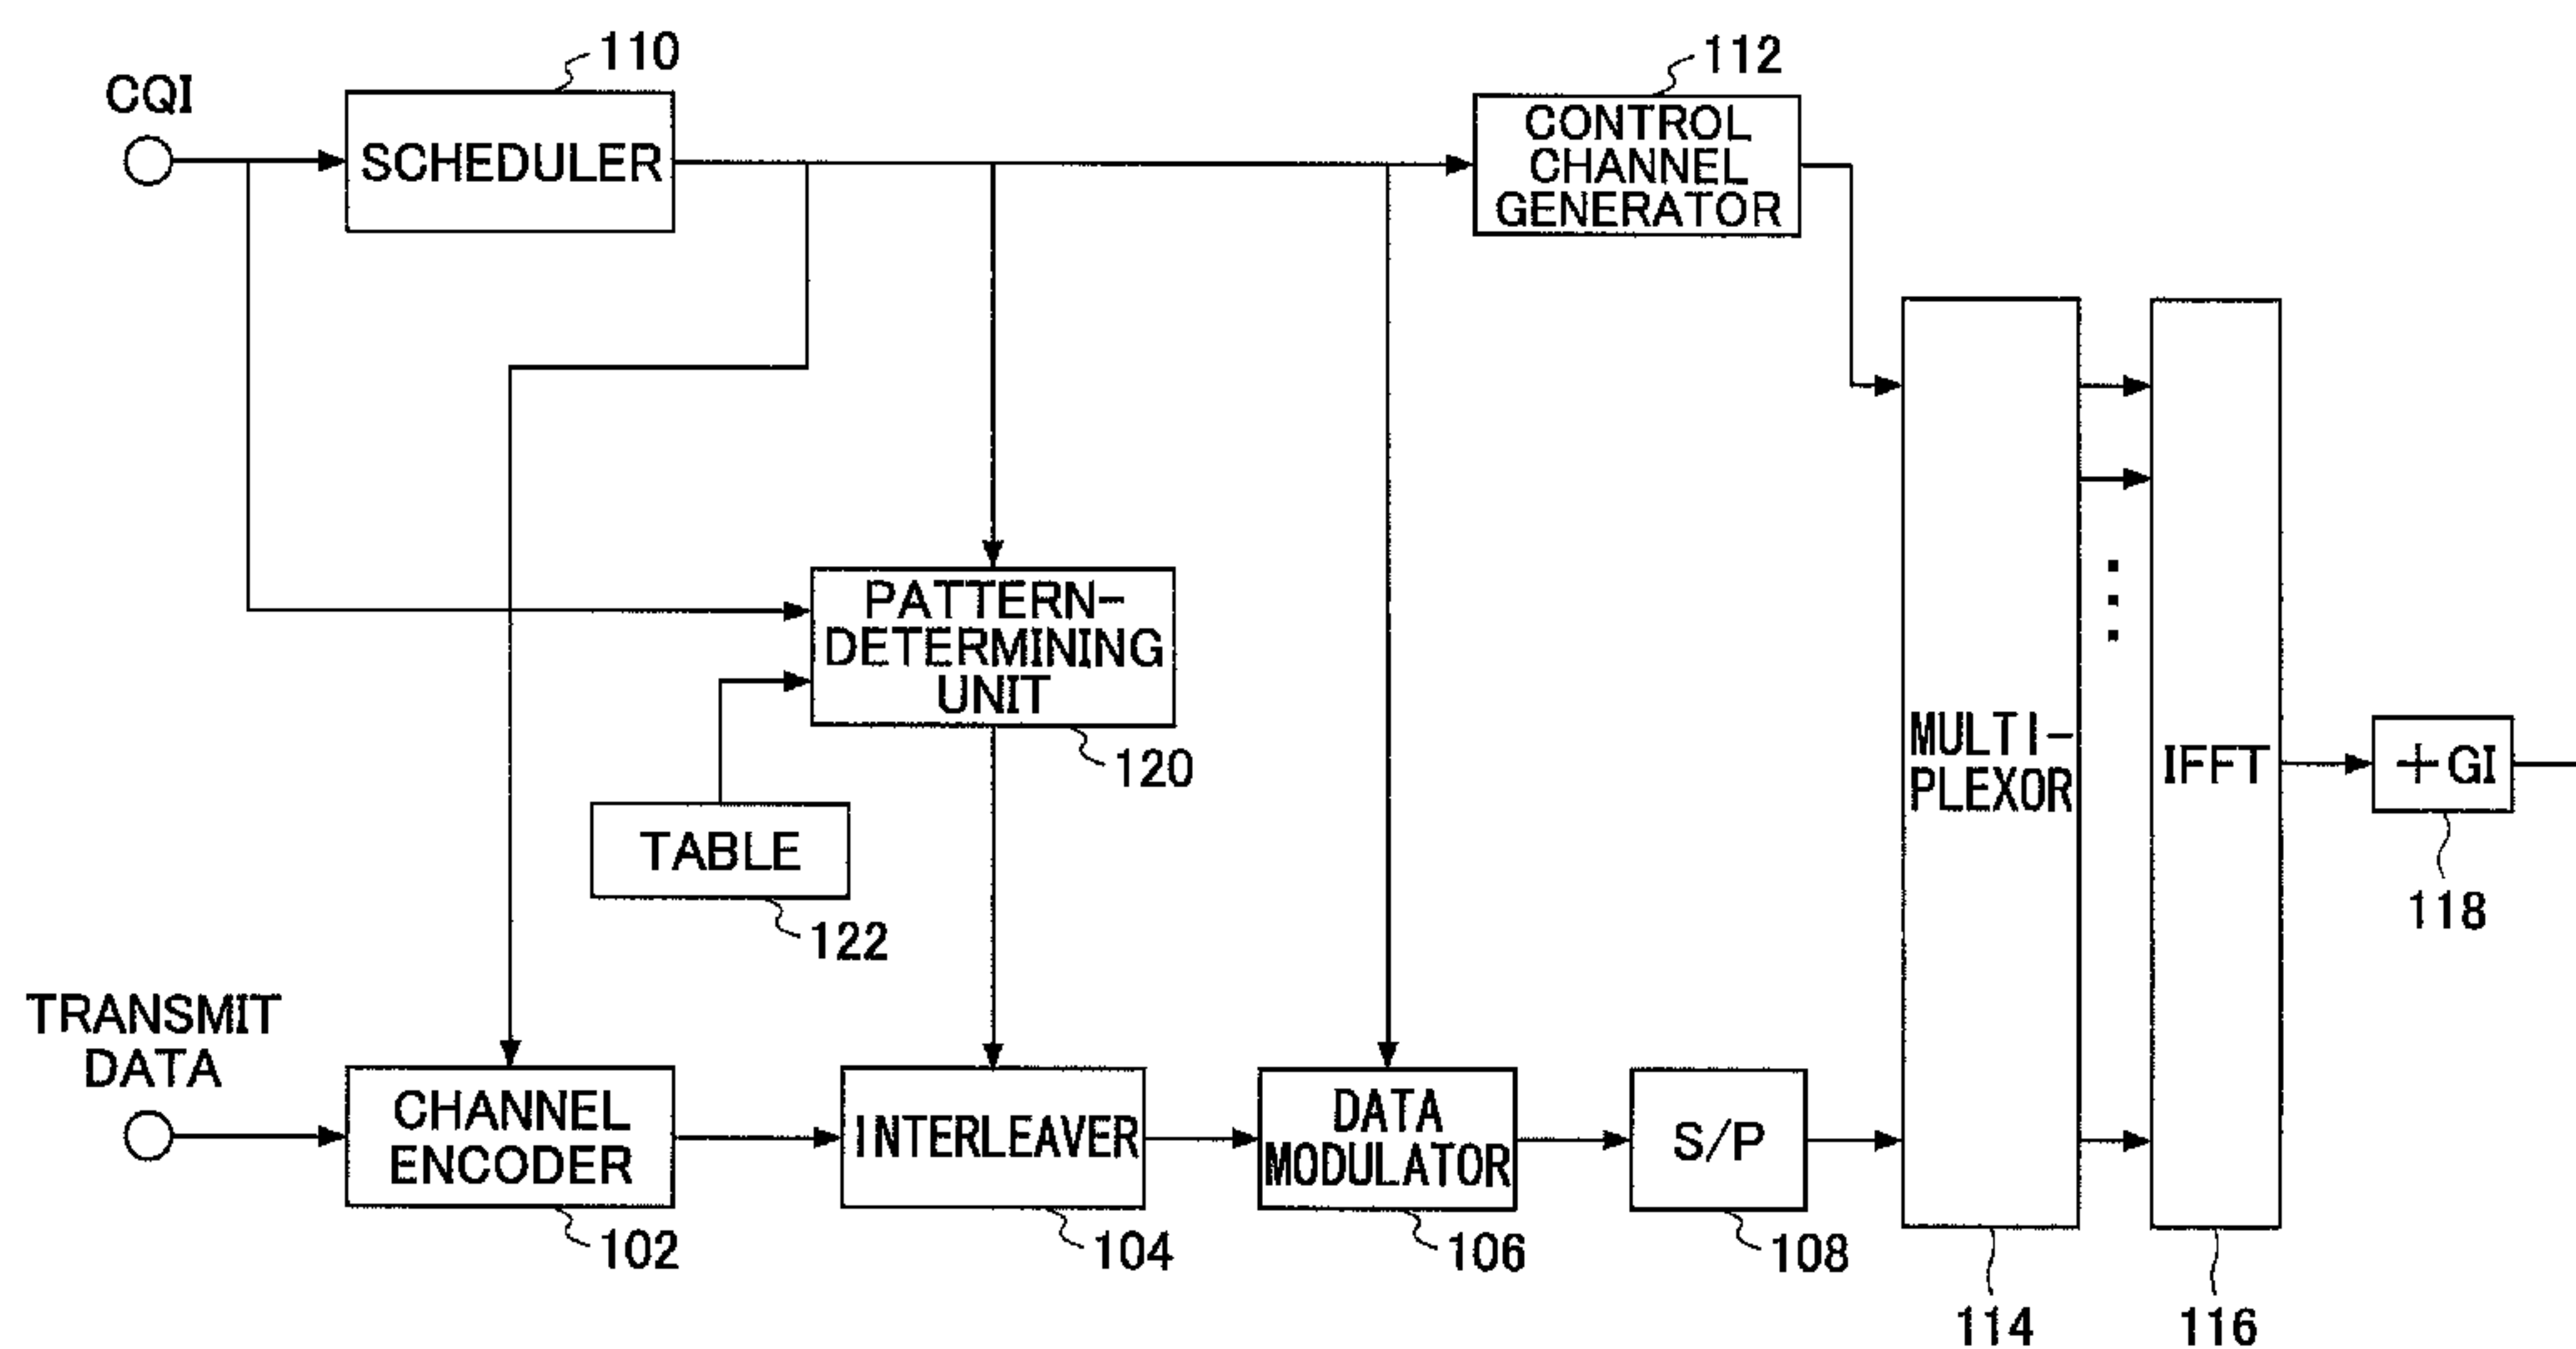 110
112
CQI
SCHEDULER
CONTROL
CHANNEL
GENERATOR
PATTERN-
DETERMINING
UNIT
120
TABLE
122
MULTI-
PLEXOR
IFFT
+GI
118
TRANSMIT
DATA
CHANNEL
ENCODER
102
INTERLEAVER
104
DATA
MODULATOR
106
S/P
108
114
116